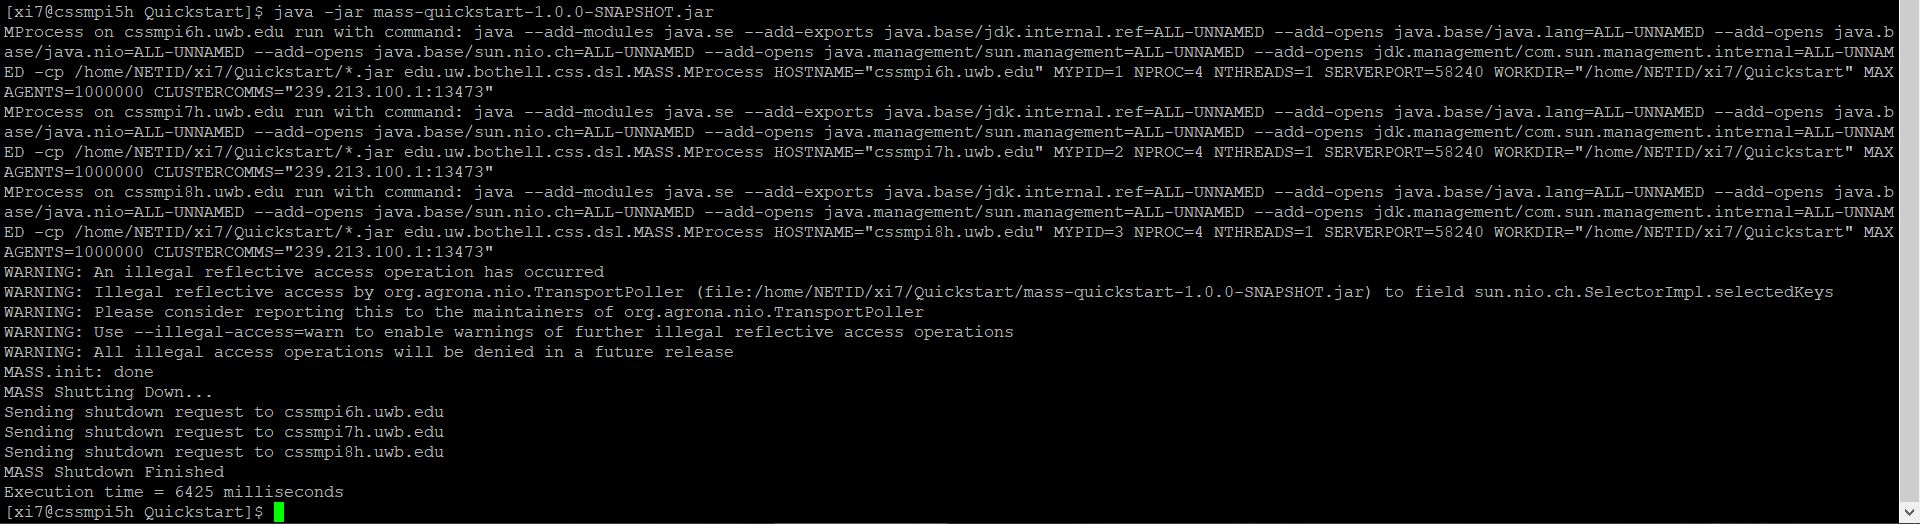 [xi7@cssmpi5h Quickstart]$ java -jar mass-quickstart-1.0.0-SNAPSHOT.jar
MProcess on cssmpi6h.uwb.edu run with command: java --add-modules java.se --add-exports java.base/jdk.internal.ref=ALL-UNNAMED --add-opens java.base/java.lang=ALL-UNNAMED --add-opens java.b
ase/java.nio=ALL-UNNAMED --add-opens java.base/sun.nio.ch=ALL-UNNAMED --add-opens java.management/sun.management=ALL-UNNAMED --add-opens jdk.management/com.sun.management.internal=ALL-UNNAM
ED -cp /home/NETID/xi7/Quickstart/*.jar edu.uw.bothell.css.dsl.MASS.MProcess HOSTNAME="cssmpi6h.uwb.edu" MYPID=1 NPROC=4 NTHREADS=1 SERVERPORT=58240 WORKDIR="/home/NETID/xi7/Quickstart" MAX
AGENTS=1000000 CLUSTERCOMMS="239.213.100.1:13473"
MProcess on cssmpi7h.uwb.edu run with command: java --add-modules java.se --add-exports java.base/jdk.internal.ref=ALL-UNNAMED --add-opens java.base/java.lang=ALL-UNNAMED --add-opens java.b
ase/java.nio=ALL-UNNAMED --add-opens java.base/sun.nio.ch=ALL-UNNAMED --add-opens java.management/sun.management=ALL-UNNAMED --add-opens jdk.management/com.sun.management.internal=ALL-UNNAM
ED -cp /home/NETID/xi7/Quickstart/*.jar edu.uw.bothell.css.dsl.MASS.MProcess HOSTNAME="cssmpi7h.uwb.edu" MYPID=2 NPROC=4 NTHREADS=1 SERVERPORT=58240 WORKDIR="/home/NETID/xi7/Quickstart" MAX
AGENTS=1000000 CLUSTERCOMMS="239.213.100.1:13473"
MProcess on cssmpi8h.uwb.edu run with command: java --add-modules java.se --add-exports java.base/jdk.internal.ref=ALL-UNNAMED --add-opens java.base/java.lang=ALL-UNNAMED --add-opens java.b
ase/java.nio=ALL-UNNAMED --add-opens java.base/sun.nio.ch=ALL-UNNAMED --add-opens java.management/sun.management=ALL-UNNAMED --add-opens jdk.management/com.sun.management.internal=ALL-UNNAM
ED -cp /home/NETID/xi7/Quickstart/*.jar edu.uw.bothell.css.dsl.MASS.MProcess HOSTNAME="cssmpi8h.uwb.edu" MYPID=3 NPROC=4 NTHREADS=1 SERVERPORT=58240 WORKDIR="/home/NETID/xi7/Quickstart" MAX
AGENTS=1000000 CLUSTERCOMMS="239.213.100.1:13473"
WARNING: An illegal reflective access operation has occurred
WARNING: Illegal reflective access by org.agrona.nio.TransportPoller (file:/home/NETID/xi7/Quickstart/mass-quickstart-1.0.0-SNAPSHOT.jar) to field sun.nio.ch.SelectorImpl.selectedKeys
WARNING: Please consider reporting this to the maintainers of org.agrona.nio.TransportPoller
WARNING: Use --illegal-access=warn to enable warnings of further illegal reflective access operations
WARNING: All illegal access operations will be denied in a future release
MASS.init: done
MASS Shutting Down...
Sending shutdown request to cssmpi6h.uwb.edu
Sending shutdown request to cssmpi7h.uwb.edu
Sending shutdown request to cssmpi8h.uwb.edu
MASS Shutdown Finished
Execution time = 6425 milliseconds
[xi7@cssmpi5h Quickstart]$